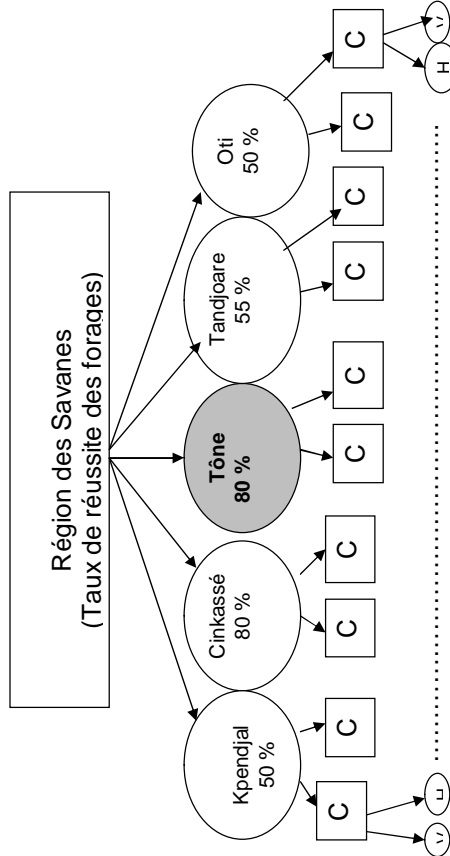 Région des Savanes
(Taux de réussite des forages)
Kpendjal
50 %
Cinkassé
80 %
Tône
80 %
Tandjoare
55 %
Oti
50 %
C
C
C
C
C
C
C
C
C
C
V
H
V